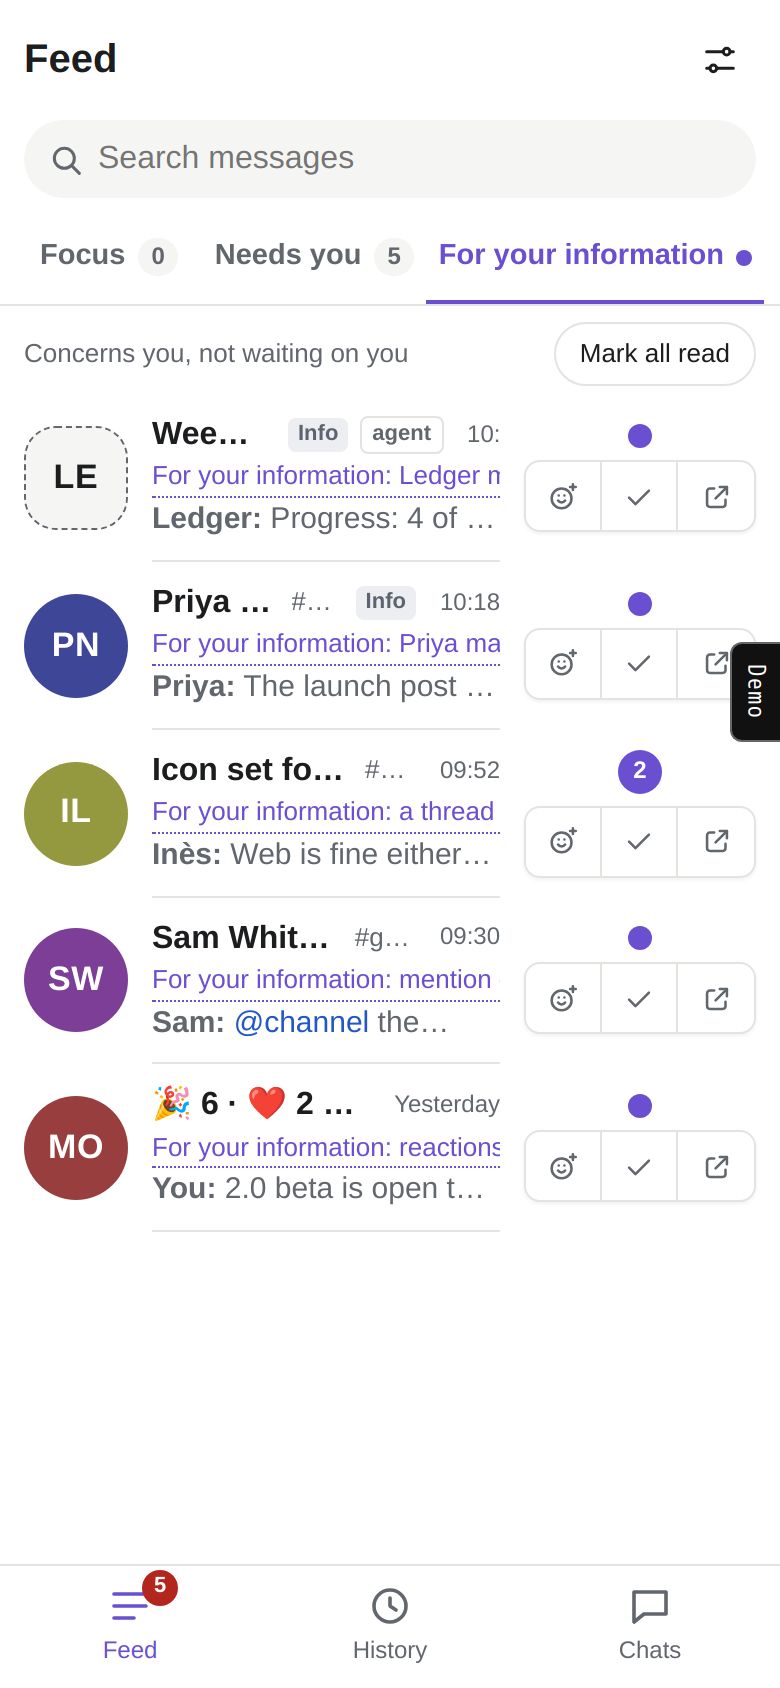 Feed
Search messages
Focus 0 Needs you 5 For your information
Concerns you, not waiting on you Mark all read
LE Wee… Info agent 10:
For your information: Ledger
Ledger: Progress: 4 of …
PN Priya … #… Info 10:18
For your information: Priya
Priya: The launch post …
Demo
IL Icon set fo… #… 09:52 2
For your information: a thread
Inès: Web is fine either…
SW Sam Whit… #g… 09:30
For your information: mention
Sam: @channel the…
MO 🎉 6 · ❤️ 2 … Yesterday
For your information: reactions
You: 2.0 beta is open t…
5
Feed History Chats